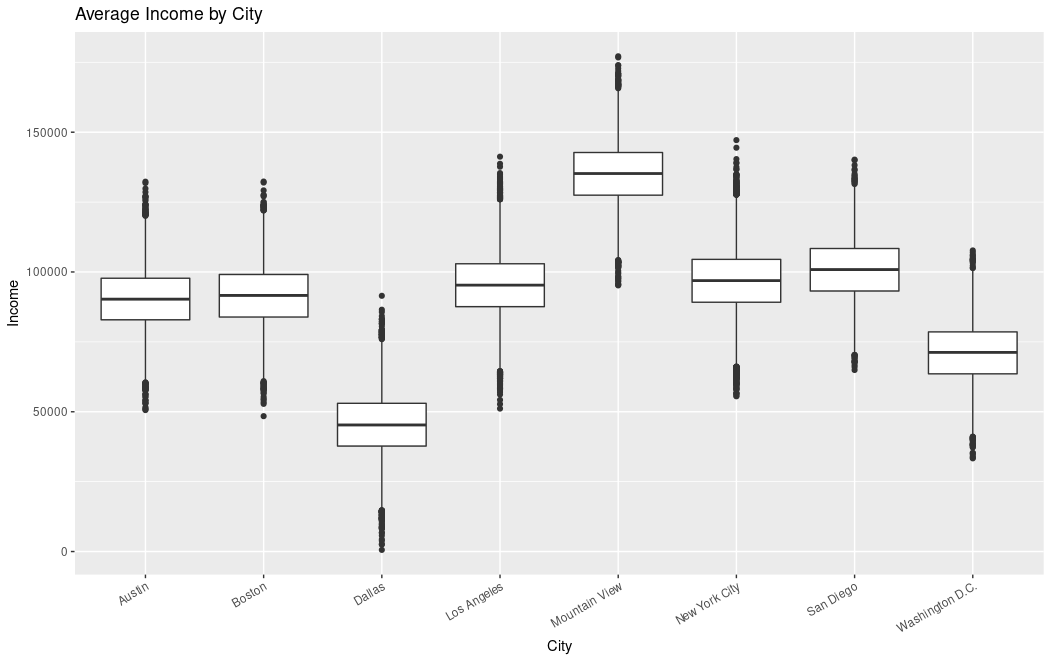 Average Income by City
Income
150000
100000
50000
0
Austin
Boston
Dallas
Los Angeles
Mountain View
New York City
San Diego
Washington D.C.
City